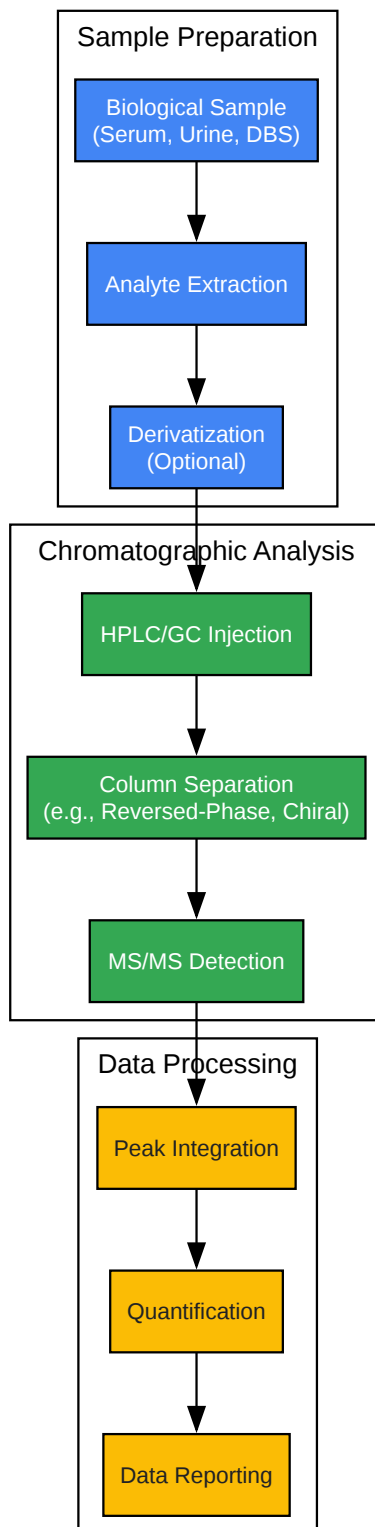 Sample Preparation
Biological Sample
(Serum, Urine, DBS)
Analyte Extraction
Derivatization
(Optional)
Chromatographic Analysis
HPLC/GC Injection
Column Separation
(e.g., Reversed-Phase, Chiral)
MS/MS Detection
Data Processing
Peak Integration
Quantification
Data Reporting